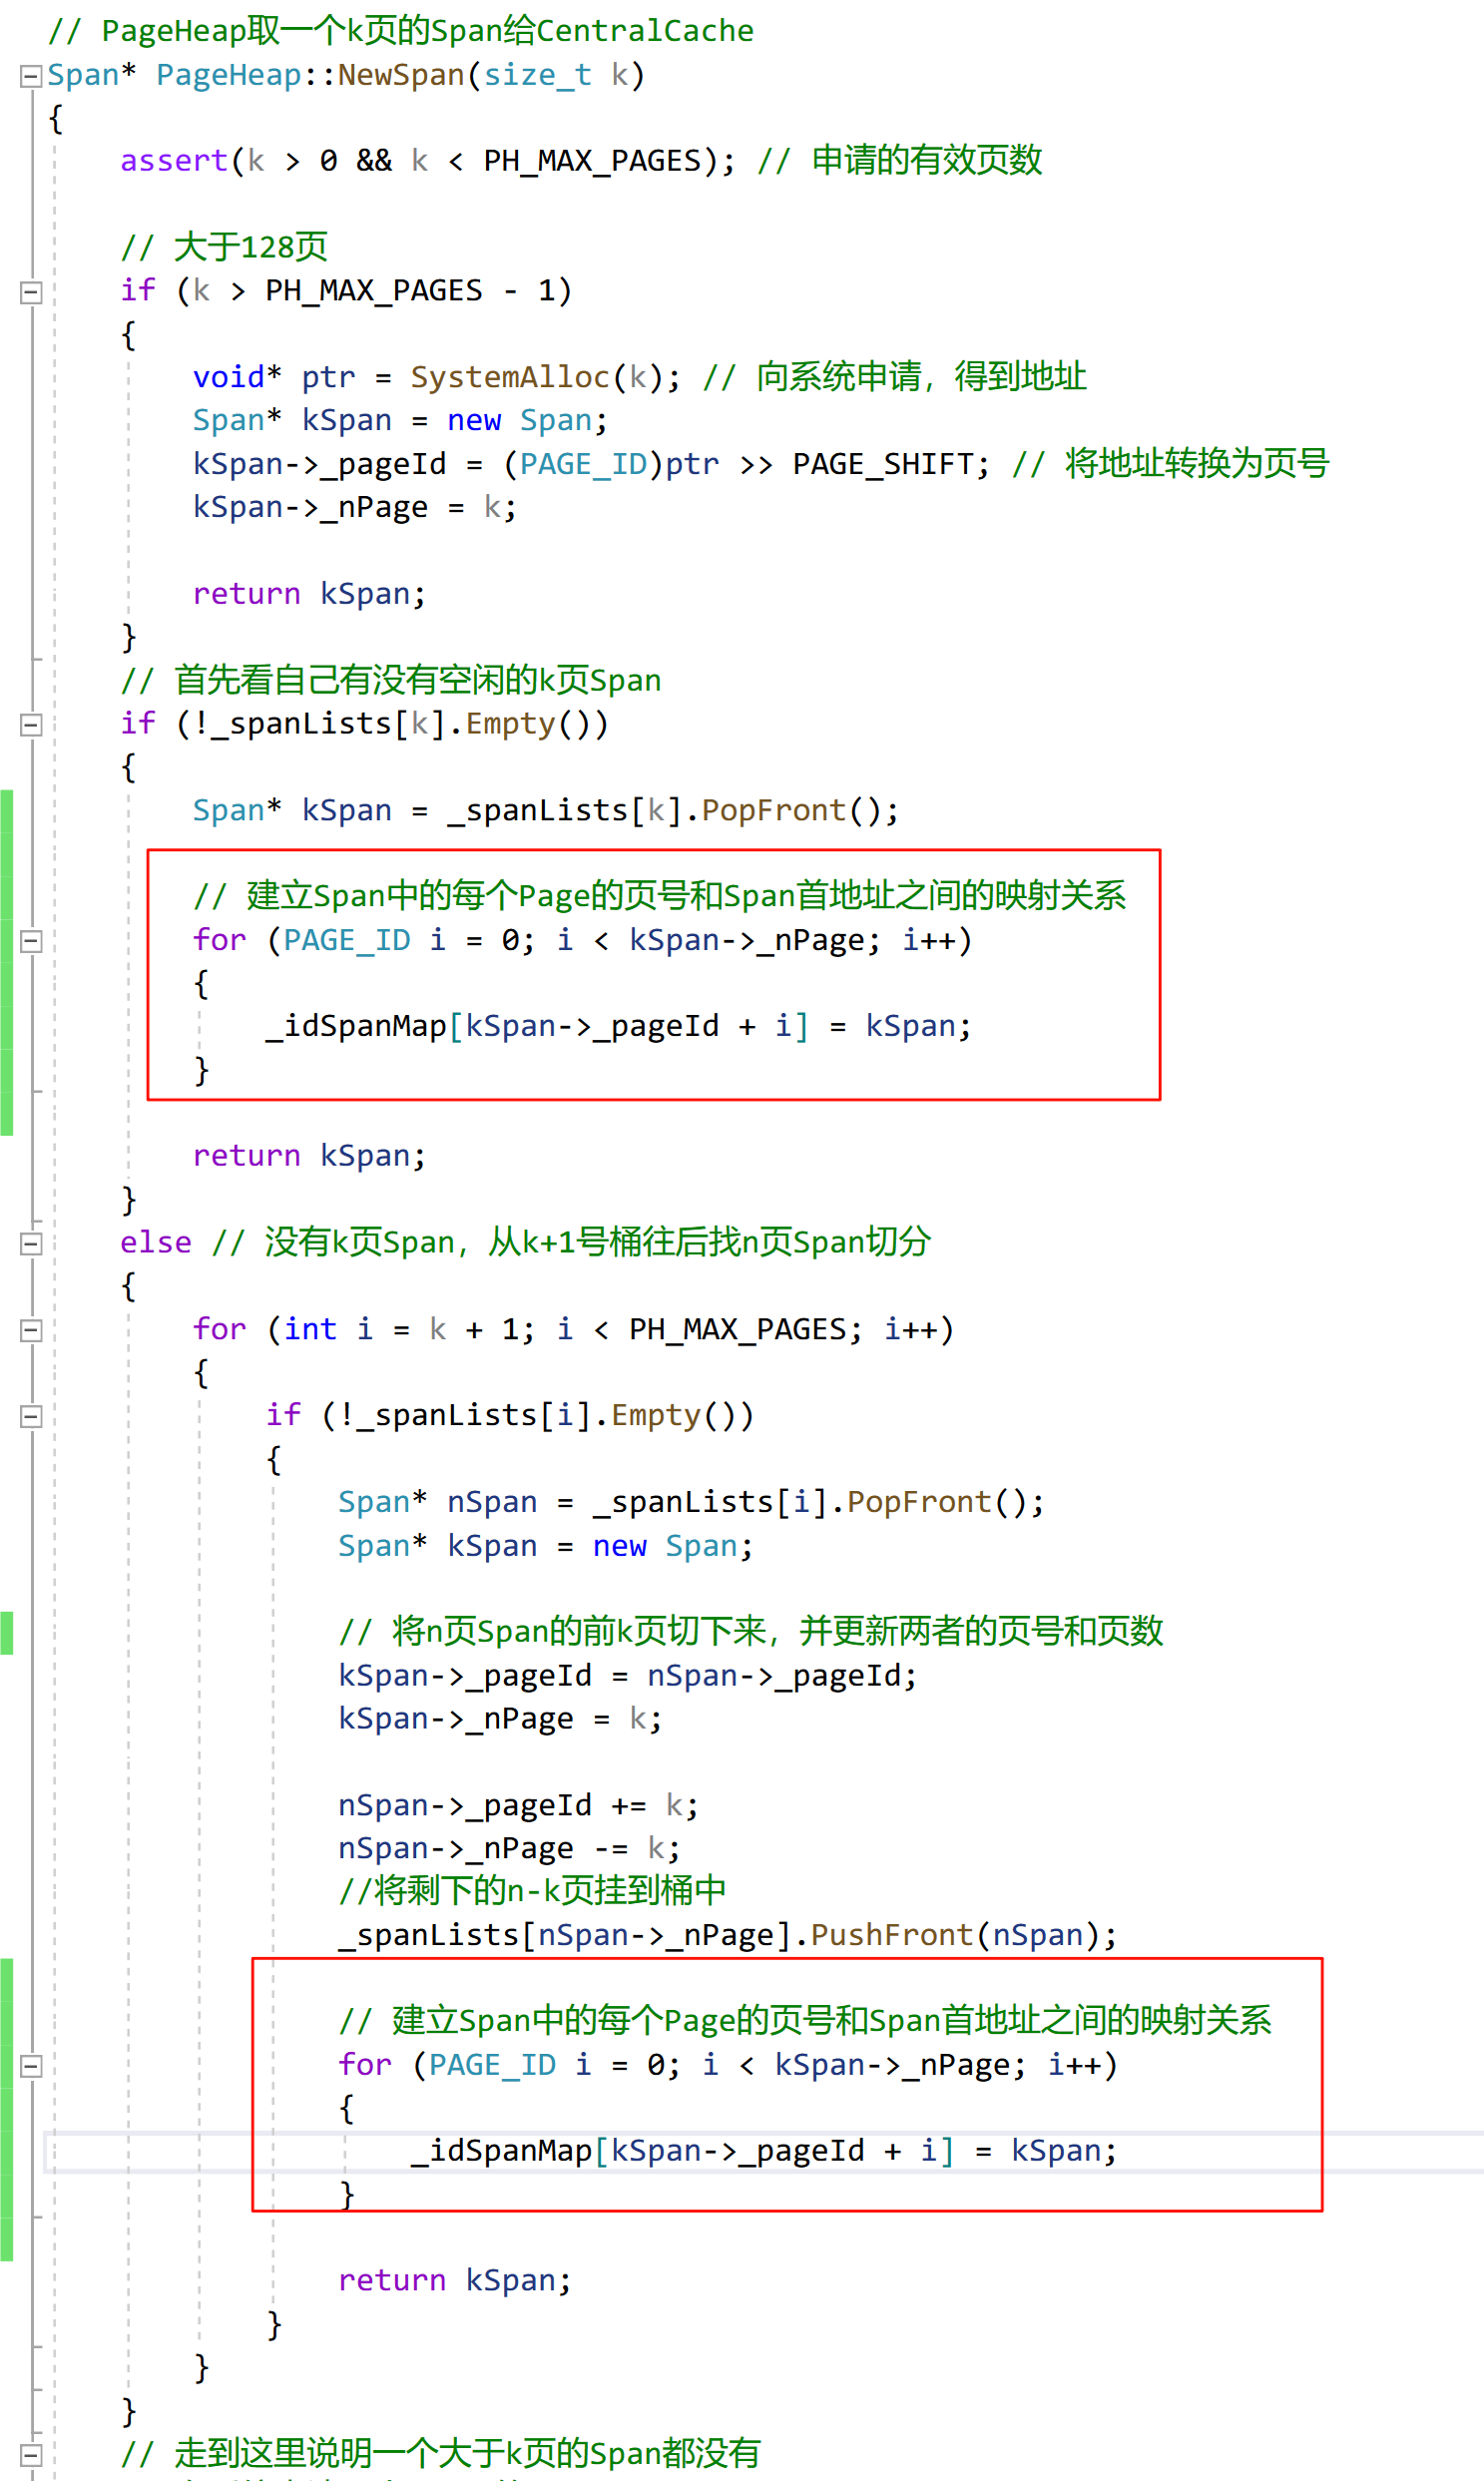 // PageHeap取一个k页的Span给CentralCache
Span* PageHeap::NewSpan(size_t k)
{
    assert(k > 0 && k < PH_MAX_PAGES); // 申请的有效页数

    // 大于128页
    if (k > PH_MAX_PAGES - 1)
    {
        void* ptr = SystemAlloc(k); // 向系统申请，得到地址
        Span* kSpan = new Span;
        kSpan->_pageId = (PAGE_ID)ptr >> PAGE_SHIFT; // 将地址转换为页号
        kSpan->_nPage = k;

        return kSpan;
    }
    // 首先看自己有没有空闲的k页Span
    if (!_spanLists[k].Empty())
    {
        Span* kSpan = _spanLists[k].PopFront();

        // 建立Span中的每个Page的页号和Span首地址之间的映射关系
        for (PAGE_ID i = 0; i < kSpan->_nPage; i++)
        {
            _idSpanMap[kSpan->_pageId + i] = kSpan;
        }

        return kSpan;
    }
    else // 没有k页Span，从k+1号桶往后找n页Span切分
    {
        for (int i = k + 1; i < PH_MAX_PAGES; i++)
        {
            if (!_spanLists[i].Empty())
            {
                Span* nSpan = _spanLists[i].PopFront();
                Span* kSpan = new Span;

                // 将n页Span的前k页切下来，并更新两者的页号和页数
                kSpan->_pageId = nSpan->_pageId;
                kSpan->_nPage = k;

                nSpan->_pageId += k;
                nSpan->_nPage -= k;
                //将剩下的n-k页挂到桶中
                _spanLists[nSpan->_nPage].PushFront(nSpan);

                // 建立Span中的每个Page的页号和Span首地址之间的映射关系
                for (PAGE_ID i = 0; i < kSpan->_nPage; i++)
                {
                    _idSpanMap[kSpan->_pageId + i] = kSpan;
                }

                return kSpan;
            }
        }
    }
    // 走到这里说明一个大于k页的Span都没有